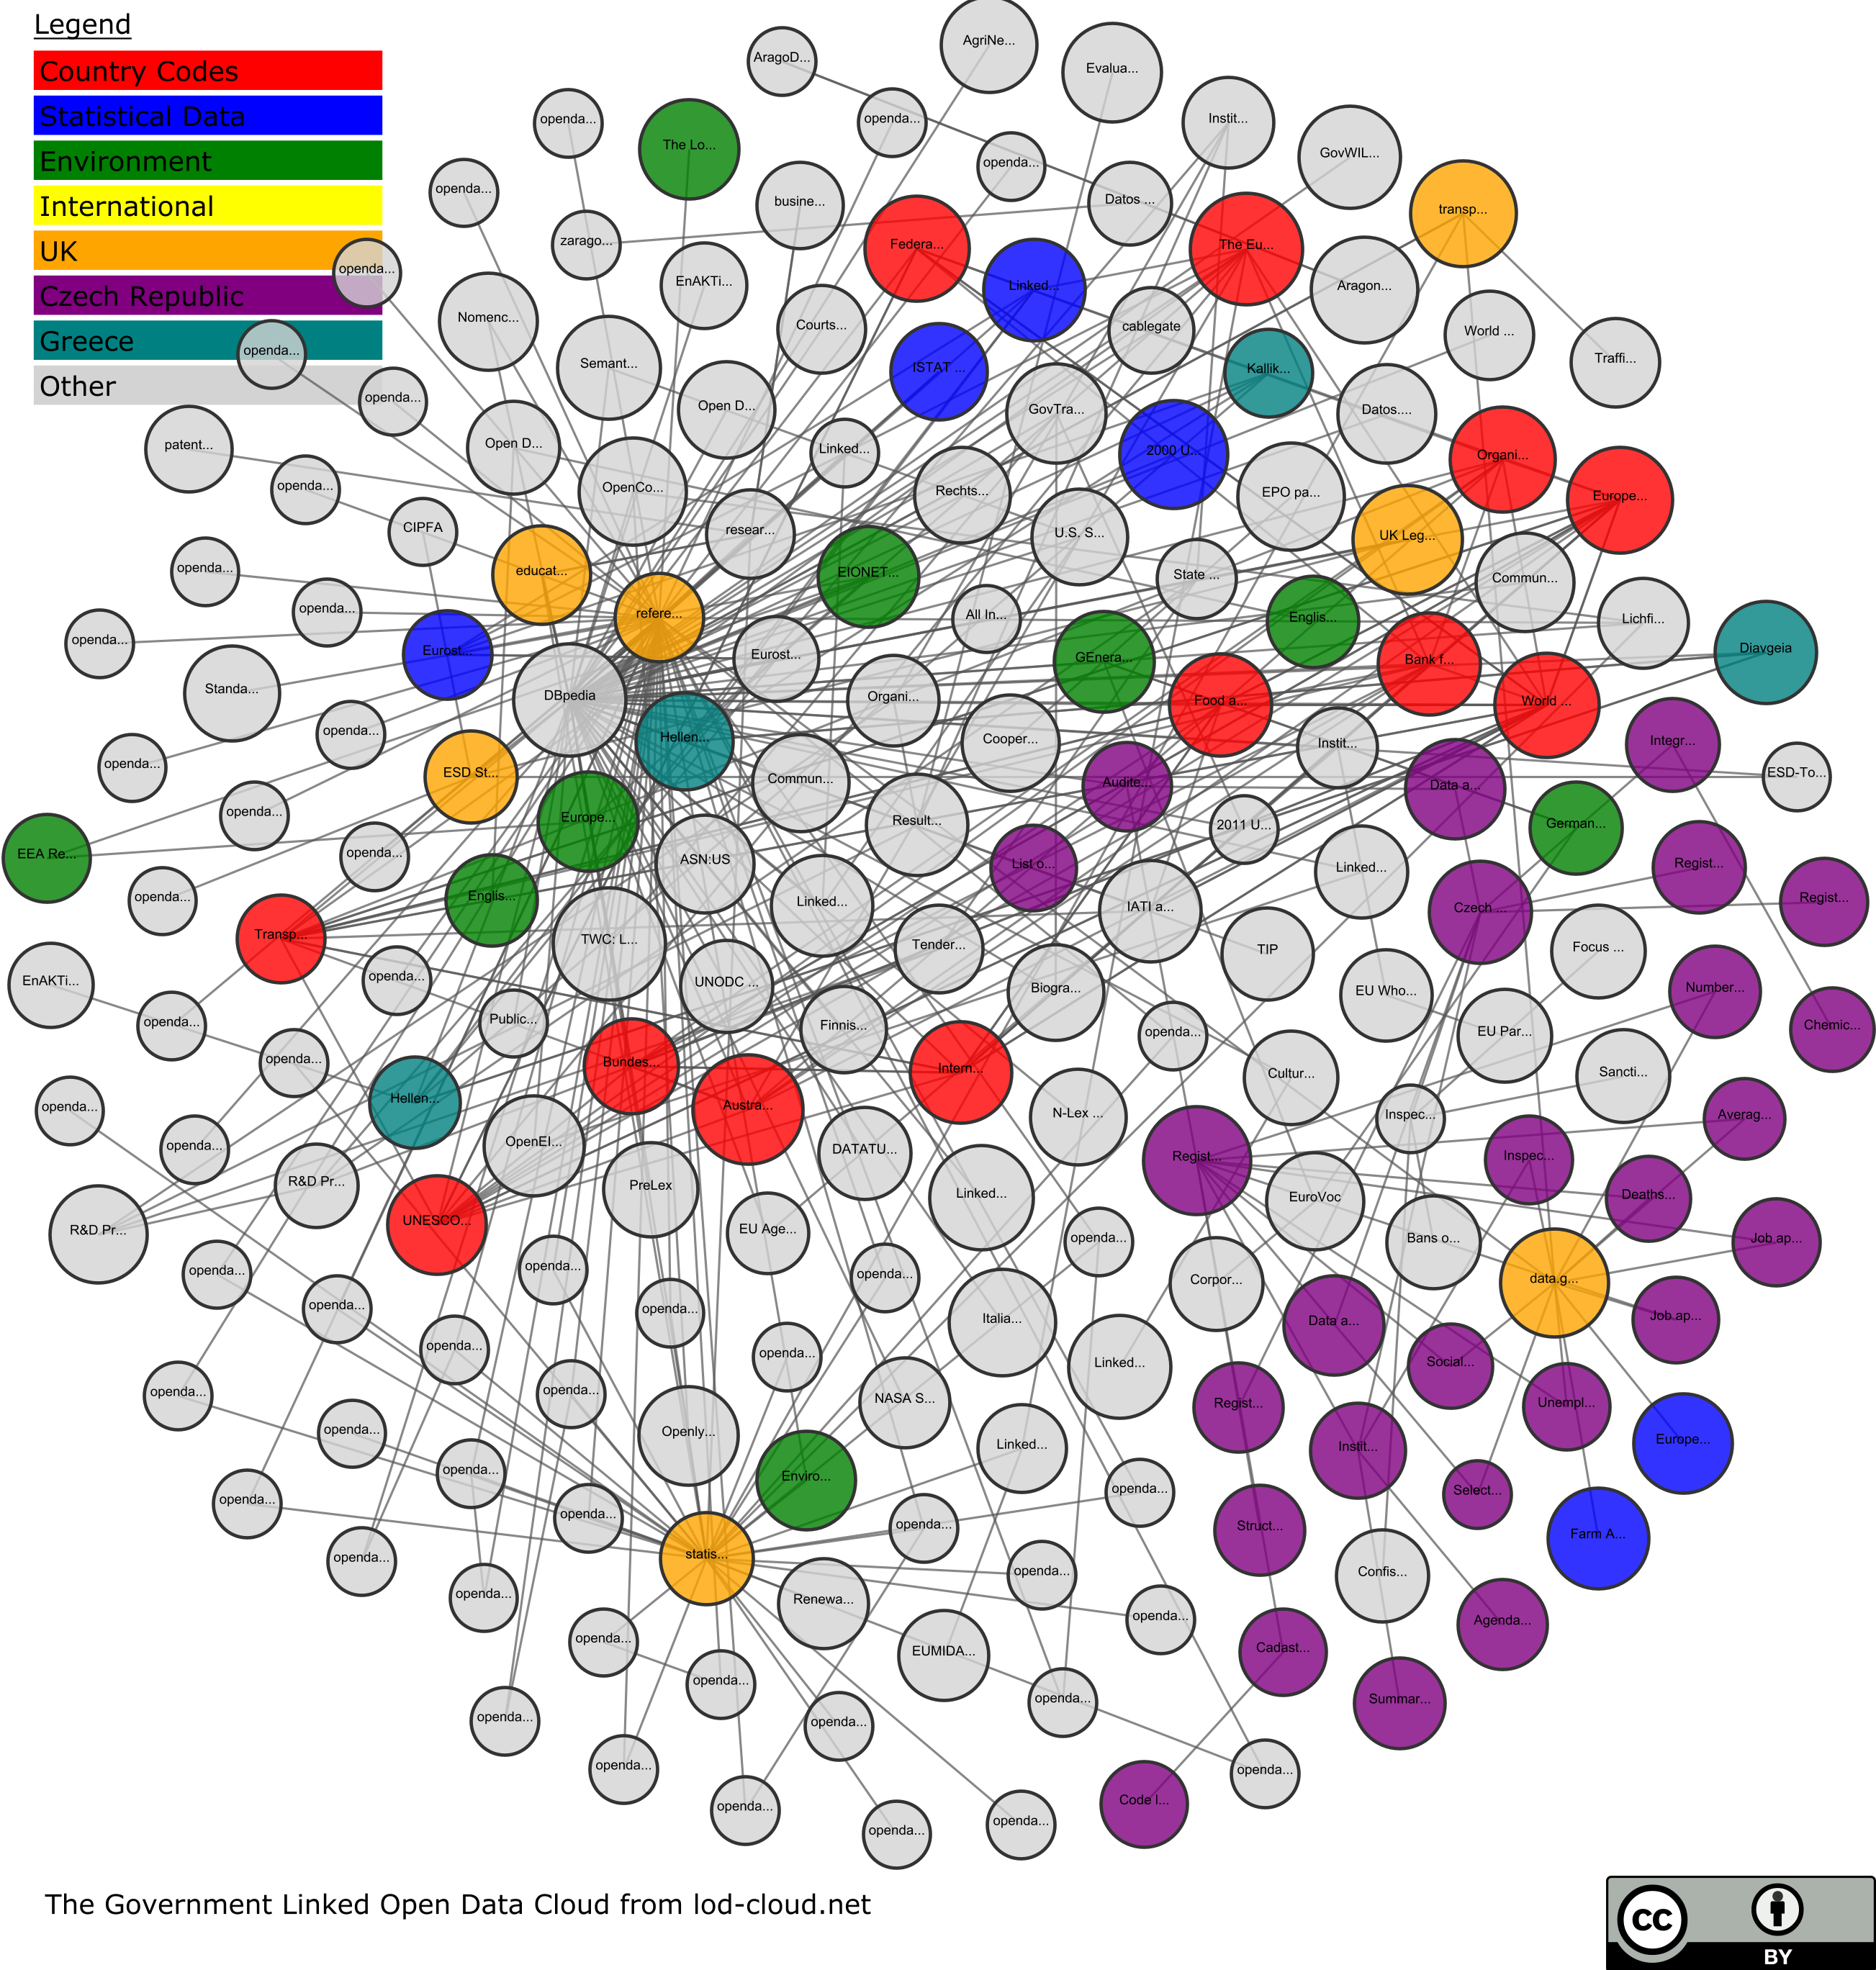 Legend
Country Codes
Statistical Data
Environment
International
UK
Czech Republic
Greece
Other
AgriNe...
AragoD...
Evalua...
openda...
openda...
Instit...
The Lo...
GovWIL...
openda...
openda...
busine...
Datos ...
transp...
zarago...
Federa...
The Eu...
openda...
EnAKTi...
Linked...
Aragon...
Nomenc...
Courts...
cablegate
World ...
openda...
Semant...
ISTAT ...
Kallik...
Traffi...
openda...
Open D...
GovTra...
Datos....
patent...
Open D...
Linked...
2000 U...
Organi...
openda...
OpenCo...
Rechts...
EPO pa...
Europe...
CIPFA
resear...
U.S. S...
UK Leg...
openda...
educat...
EIONET...
State ...
Commun...
openda...
refere...
All In...
Englis...
Lichfi...
openda...
Eurost...
Eurost...
GEnera...
Bank f...
Diavgeia
Standa...
DBpedia
Organi...
Food a...
World ...
openda...
Hellen...
Cooper...
Instit...
Integr...
openda...
ESD St...
Commun...
Audite...
Data a...
ESD-To...
openda...
Europe...
Result...
2011 U...
German...
EEA Re...
openda...
ASN:US
List o...
Linked...
Regist...
openda...
Englis...
Linked...
IATI a...
Czech ...
Regist...
Transp...
TWC: L...
Tender...
TIP
Focus ...
EnAKTi...
openda...
UNODC ...
Biogra...
EU Who...
Number...
openda...
Public...
Finnis...
openda...
EU Par...
Chemic...
openda...
Bundes...
Intern...
Cultur...
Sancti...
openda...
Hellen...
Austra...
N-Lex ...
Inspec...
Averag...
openda...
OpenEI...
DATATU...
Regist...
Inspec...
R&D Pr...
R&D Pr...
PreLex
Linked...
EuroVoc
Deaths...
UNESCO...
EU Age...
openda...
Bans o...
Job ap...
openda...
openda...
openda...
Corpor...
data.g...
openda...
openda...
Italia...
Data a...
Job ap...
openda...
openda...
Linked...
Social...
openda...
openda...
NASA S...
Regist...
Unempl...
openda...
Openly...
Linked...
Instit...
Europe...
openda...
Enviro...
openda...
Select...
openda...
openda...
openda...
Struct...
Farm A...
openda...
statis...
openda...
Confis...
openda...
Renewa...
openda...
Agenda...
openda...
EUMIDA...
Cadast...
openda...
openda...
Summar...
openda...
openda...
openda...
openda...
openda...
openda...
openda...
Code l...
The Government Linked Open Data Cloud from lod-cloud.net
CC
BY